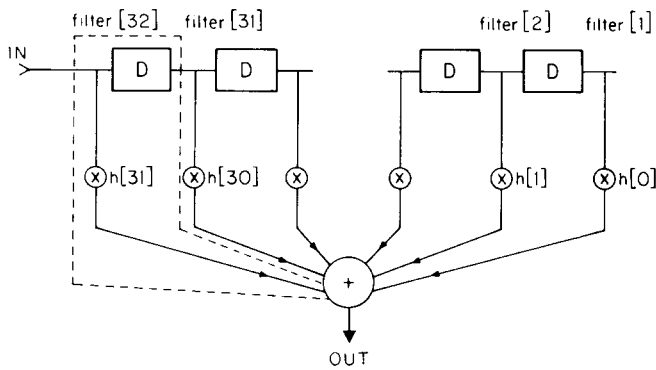 filter [32] filter [31] filter [2] filter [1]
IN
D D D D
x h[31] x h[30] x x x h[1] x h[0]
+
OUT